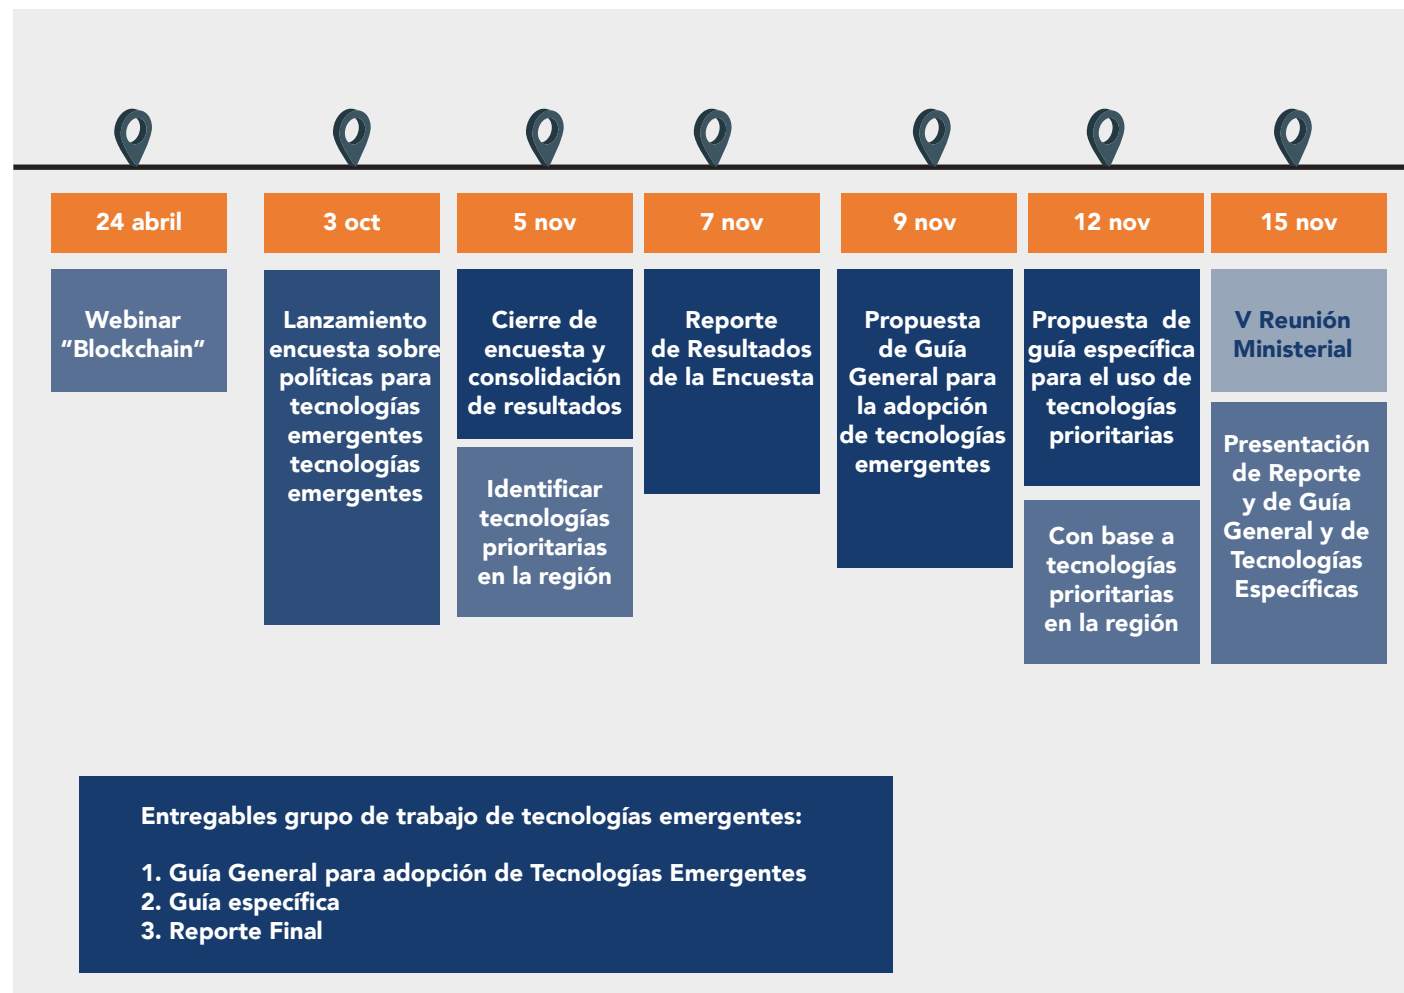 24 abril
3 oct
5 nov
7 nov
9 nov
12 nov
15 nov
Webinar
“Blockchain”
Lanzamiento
encuesta sobre
políticas para
tecnologías
emergentes
tecnologías
emergentes
Cierre de
encuesta y
consolidación
de resultados
Identificar
tecnologías
prioritarias
en la región
Reporte
de Resultados
de la Encuesta
Propuesta
de Guía
General para
la adopción
de tecnologías
emergentes
Propuesta de
guía específica
para el uso de
tecnologías
prioritarias
Con base a
tecnologías
prioritarias
en la región
V Reunión
Ministerial
Presentación
de Reporte
y de Guía
General y de
Tecnologías
Específicas
Entregables grupo de trabajo de tecnologías emergentes:
1. Guía General para adopción de Tecnologías Emergentes
2. Guía específica
3. Reporte Final